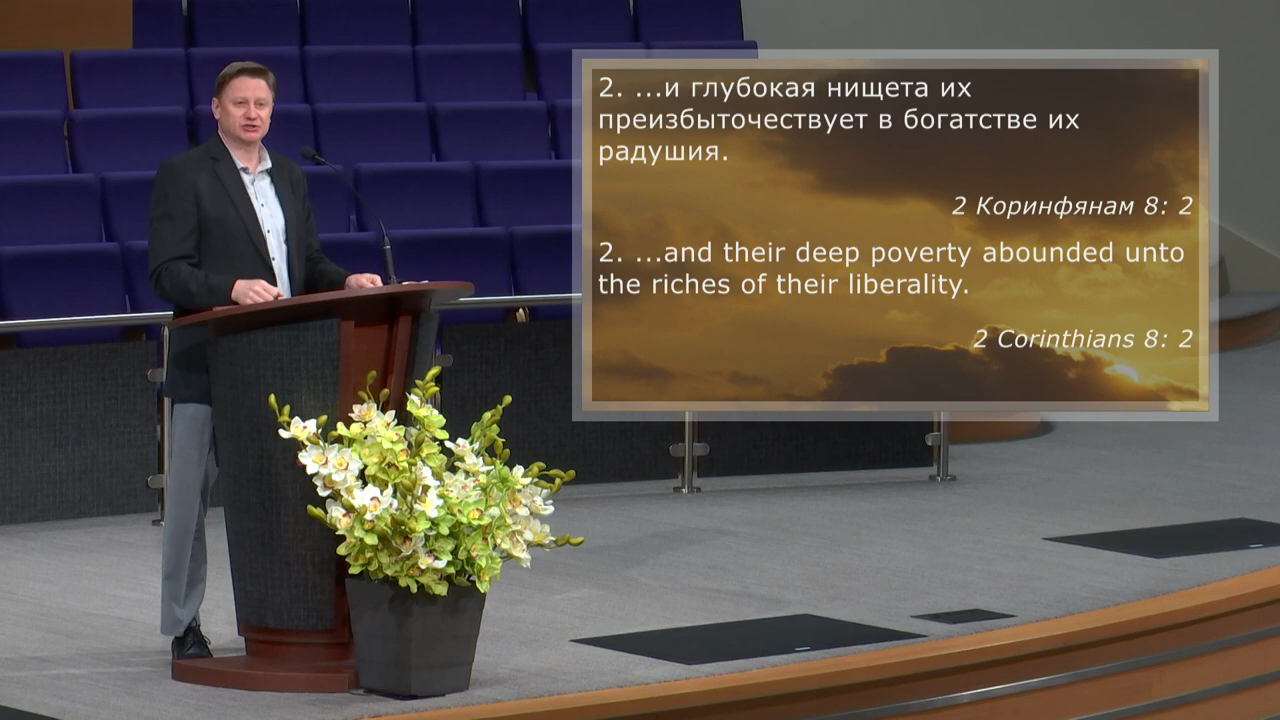 2. ...и глубокая нищета их
преизбыточествует в богатстве их
радушия.
2 Коринфянам 8: 2
2. ...and their deep poverty abounded unto
the riches of their liberality.
2 Corinthians 8: 2